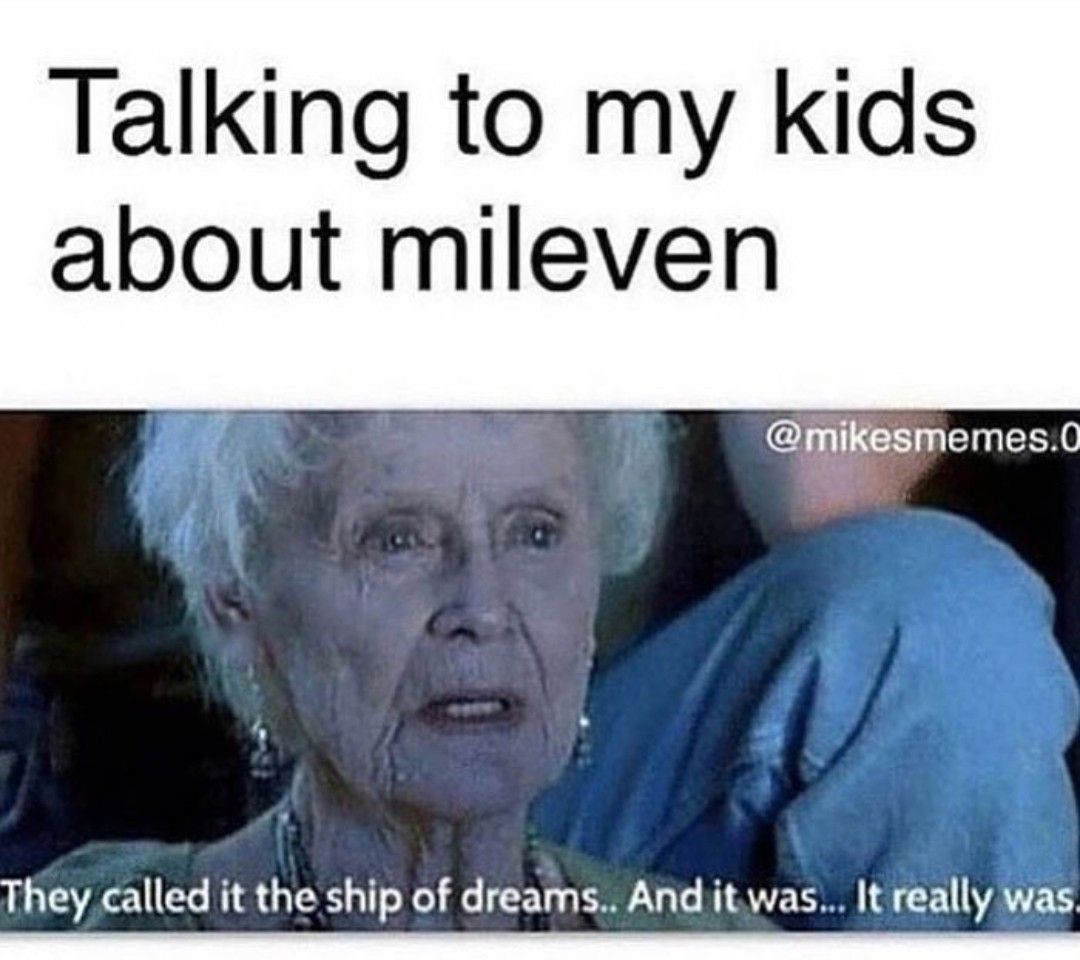 Talking to my kids
about mileven
@mikesmemes.0
They called it the ship of dreams.. And it was... It really was.